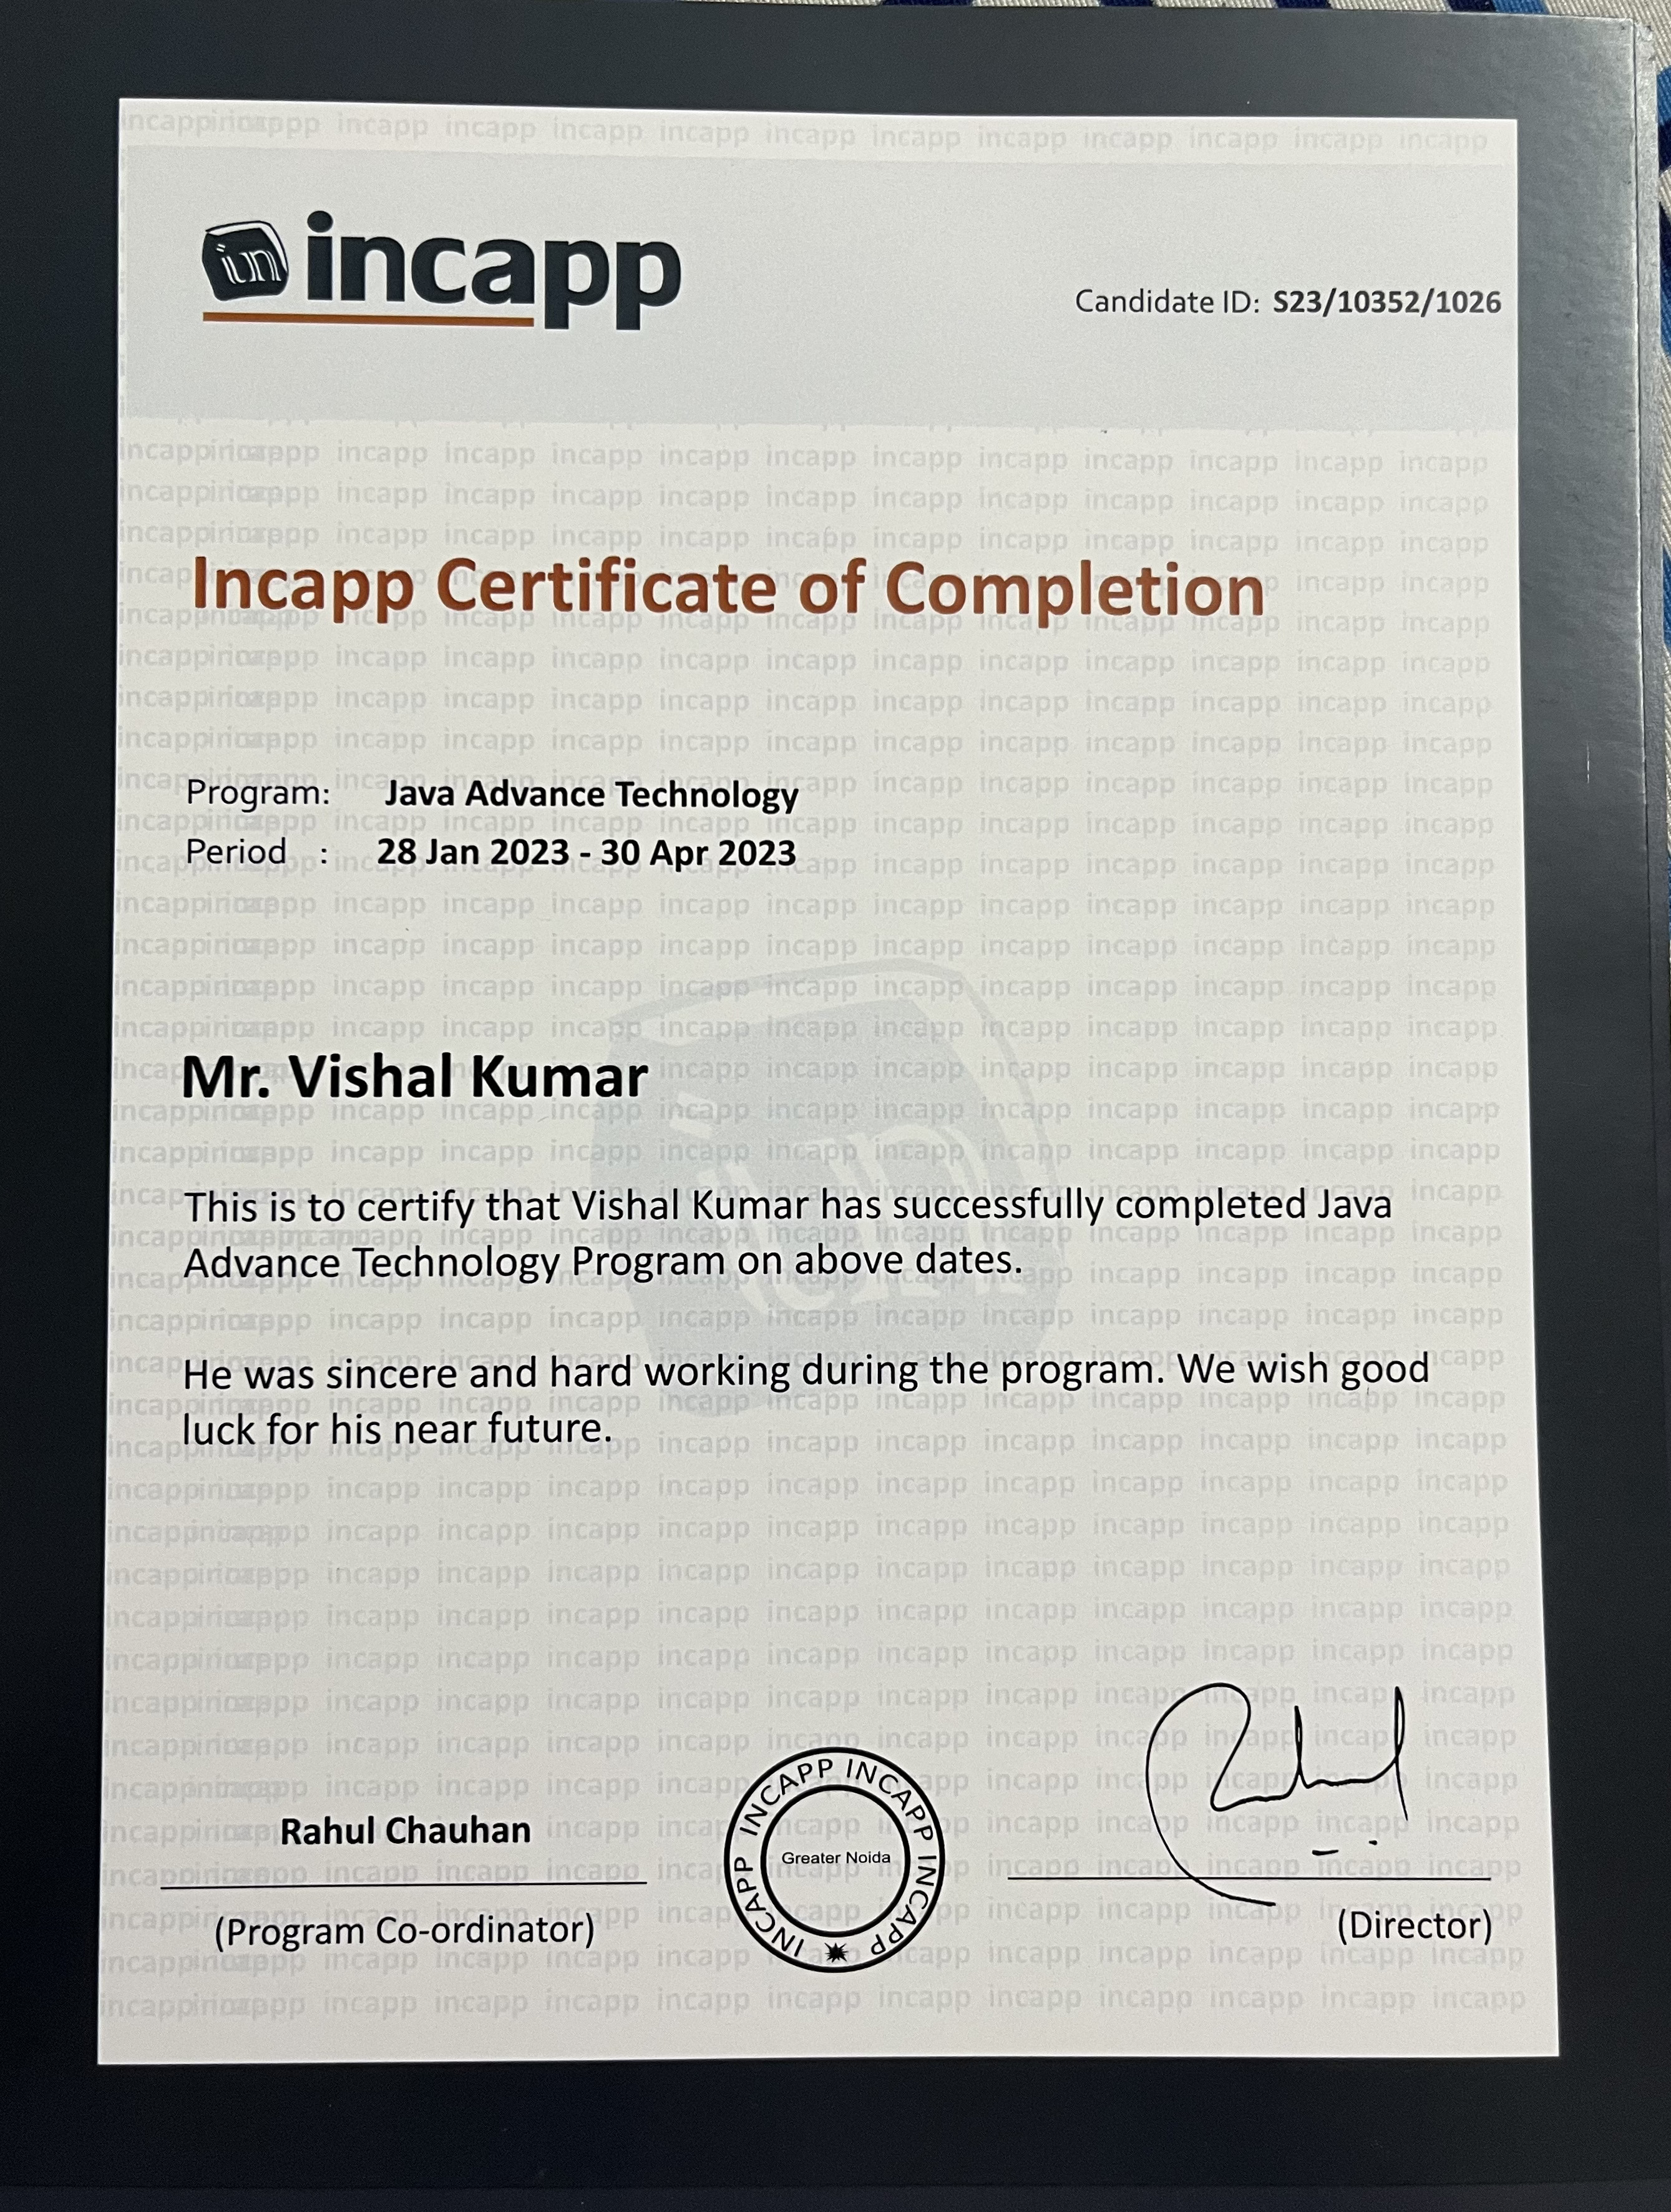 incapp
Candidate ID: S23/10352/1026
Incapp Certificate of Completion
Program: Java Advance Technology
Period : 28 Jan 2023 - 30 Apr 2023
Mr. Vishal Kumar
This is to certify that Vishal Kumar has successfully completed Java
Advance Technology Program on above dates.
He was sincere and hard working during the program. We wish good
luck for his near future.
Rahul Chauhan
(Program Co-ordinator)
INCAPP INCAPP INCAPP INCAPP
Greater Noida
(Director)